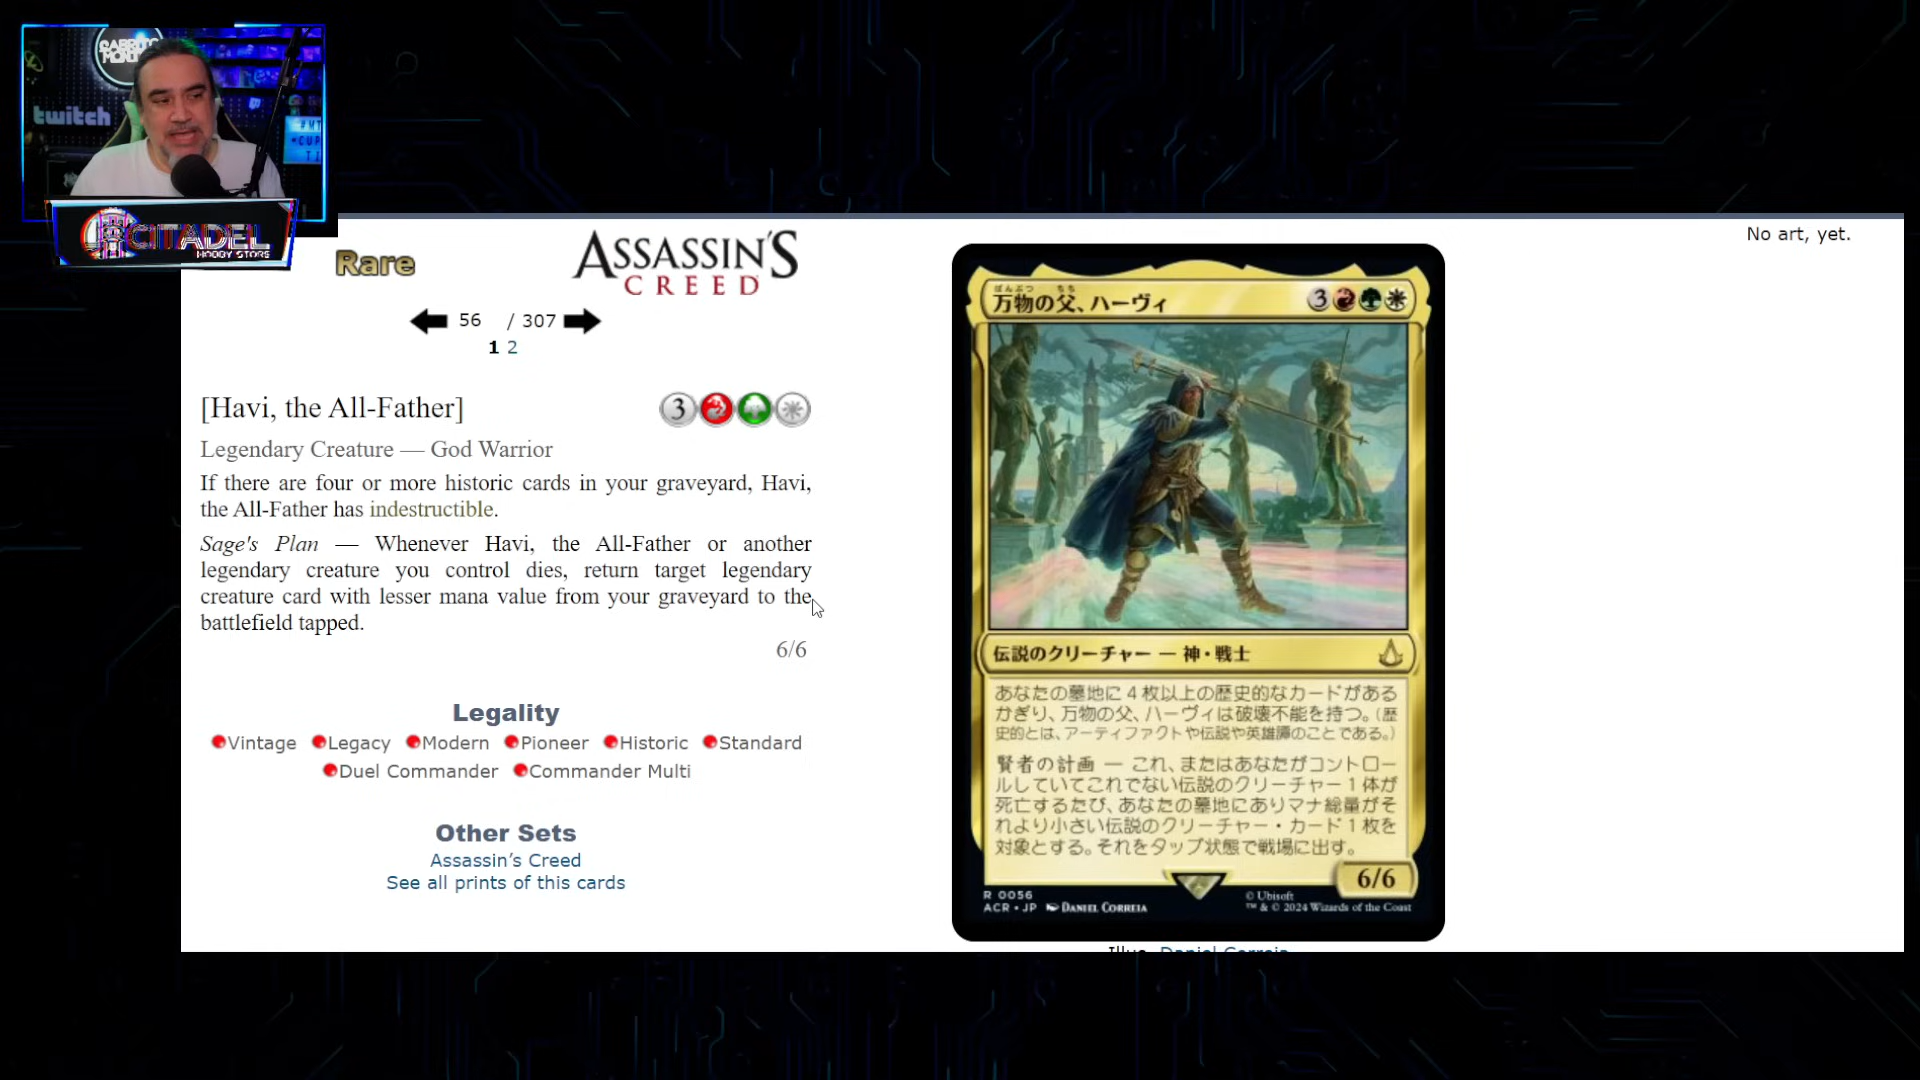 twitch
CITADEL
HOBBY STORE
Rare
ASSASSIN'S
CREED
56 / 307
1 2
[Havi, the All-Father]
3
Legendary Creature — God Warrior
If there are four or more historic cards in your graveyard, Havi,
the All-Father has indestructible.
Sage's Plan — Whenever Havi, the All-Father or another
legendary creature you control dies, return target legendary
creature card with lesser mana value from your graveyard to the
battlefield tapped.
6/6
Legality
Vintage Legacy Modern Pioneer Historic Standard
Duel Commander Commander Multi
Other Sets
Assassin's Creed
See all prints of this cards
No art, yet.
ばんぶつ ちち
万物の父、ハーヴィ
3
伝説のクリーチャー — 神・戦士
あなたの墓地に4枚以上の歴史的なカードがある
かぎり、万物の父、ハーヴィは破壊不能を持つ。(歴
史的とは、アーティファクトや伝説や英雄譚のことである。)
賢者の計画 — これ、またはあなたがコントロー
ルしていてこれでない伝説のクリーチャー1体が
死亡するたび、あなたの墓地にありマナ総量がそ
れより小さい伝説のクリーチャー・カード1枚を
対象とする。それをタップ状態で戦場に出す。
6/6
R 0056
ACR • JP DANIEL CORREIA
© Ubisoft
™ & © 2024 Wizards of the Coast
Illus. Daniel Correia